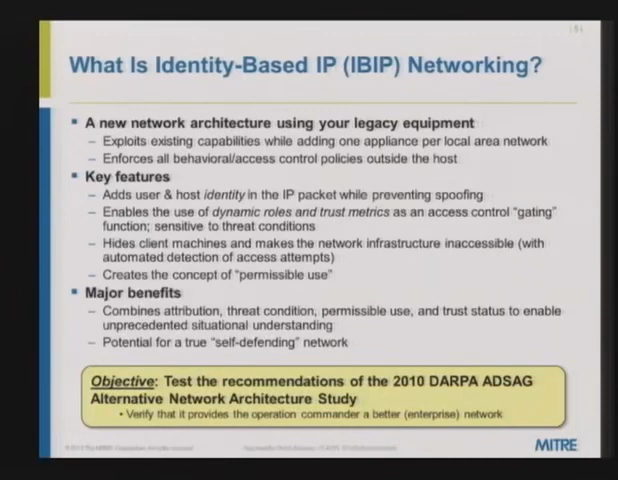 What Is Identity-Based IP (IBIP) Networking?
▪ A new network architecture using your legacy equipment
– Exploits existing capabilities while adding one appliance per local area network
– Enforces all behavioral/access control policies outside the host
▪ Key features
– Adds user & host identity in the IP packet while preventing spoofing
– Enables the use of dynamic roles and trust metrics as an access control “gating”
function; sensitive to threat conditions
– Hides client machines and makes the network infrastructure inaccessible (with
automated detection of access attempts)
– Creates the concept of “permissible use”
▪ Major benefits
– Combines attribution, threat condition, permissible use, and trust status to enable
unprecedented situational understanding
– Potential for a true “self-defending” network
Objective: Test the recommendations of the 2010 DARPA ADSAG
Alternative Network Architecture Study
• Verify that it provides the operation commander a better (enterprise) network
MITRE